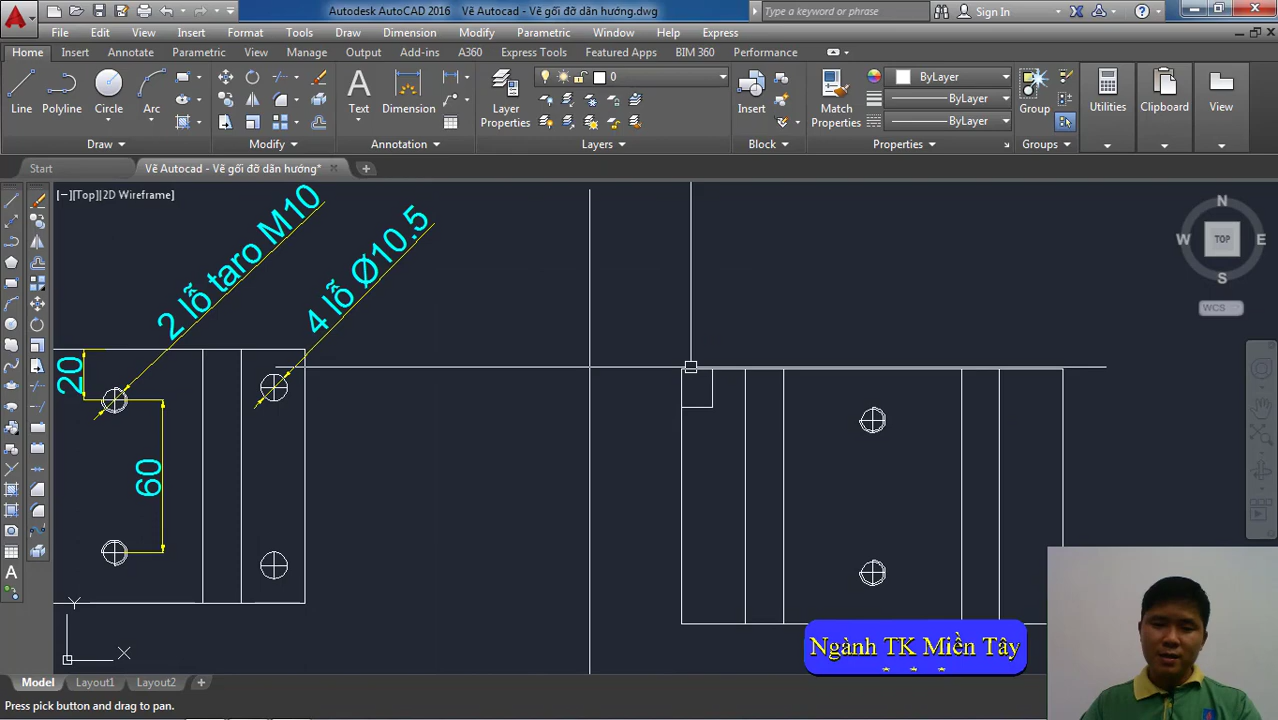 Autodesk AutoCAD 2016 Vẽ Autocad - Vẽ gối đỡ dẫn hướng.dwg
Type a keyword or phrase
Sign In
File Edit View Insert Format Tools Draw Dimension Modify Parametric Window Help Express
Home Insert Annotate Parametric View Manage Output Add-ins A360 Express Tools Featured Apps BIM 360 Performance
0
ByLayer
ByLayer
ByLayer
Line Polyline Circle Arc
Text Dimension
Layer Properties
Insert
Match Properties
Group
Utilities Clipboard View
Draw Modify Annotation Layers Block Properties Groups
Start
Vẽ Autocad - Vẽ gối đỡ dẫn hướng*
[−][Top][2D Wireframe]
N
W TOP E
S
WCS
2 lỗ taro M10
4 lỗ Ø10.5
20
60
Y
X
Ngành TK Miền Tây
Model Layout1 Layout2
Press pick button and drag to pan.